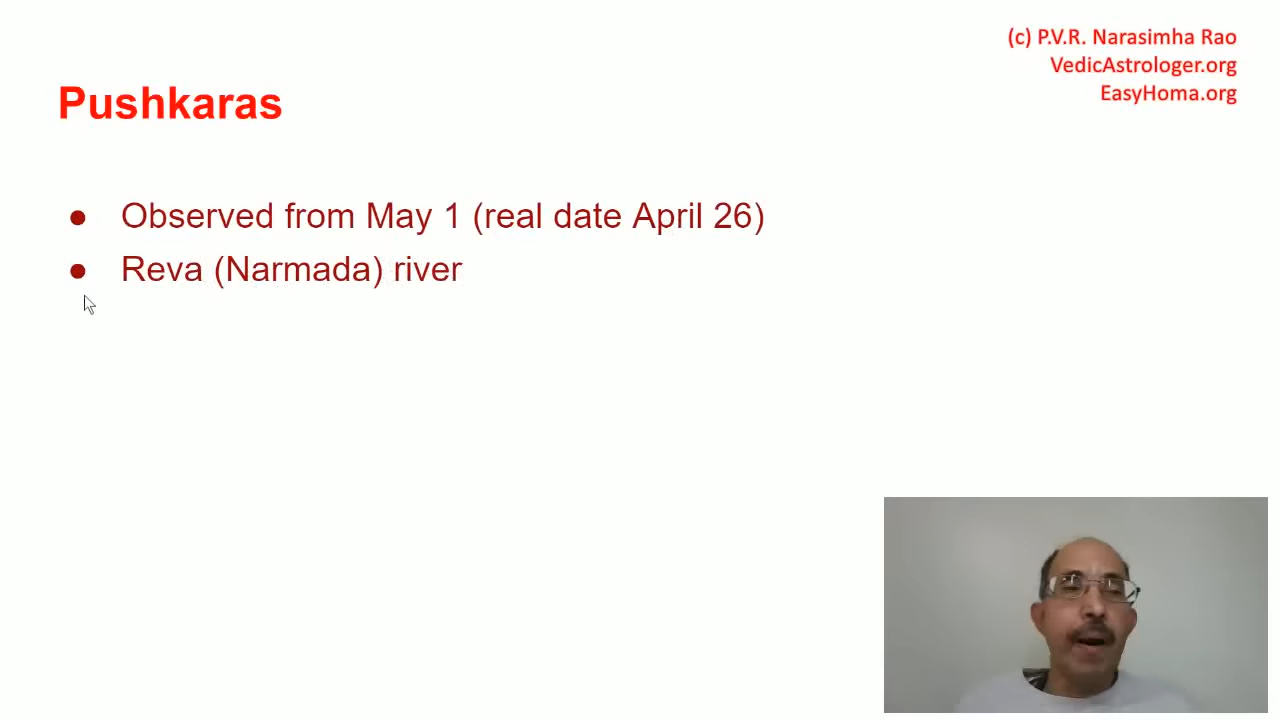 (c) P.V.R. Narasimha Rao
VedicAstrologer.org
EasyHoma.org
Pushkaras
● Observed from May 1 (real date April 26)
● Reva (Narmada) river